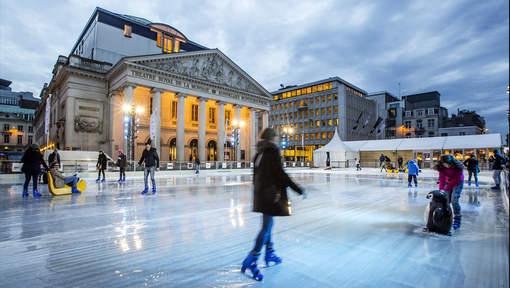 THEATRE ROYAL DE LA MONNAIE